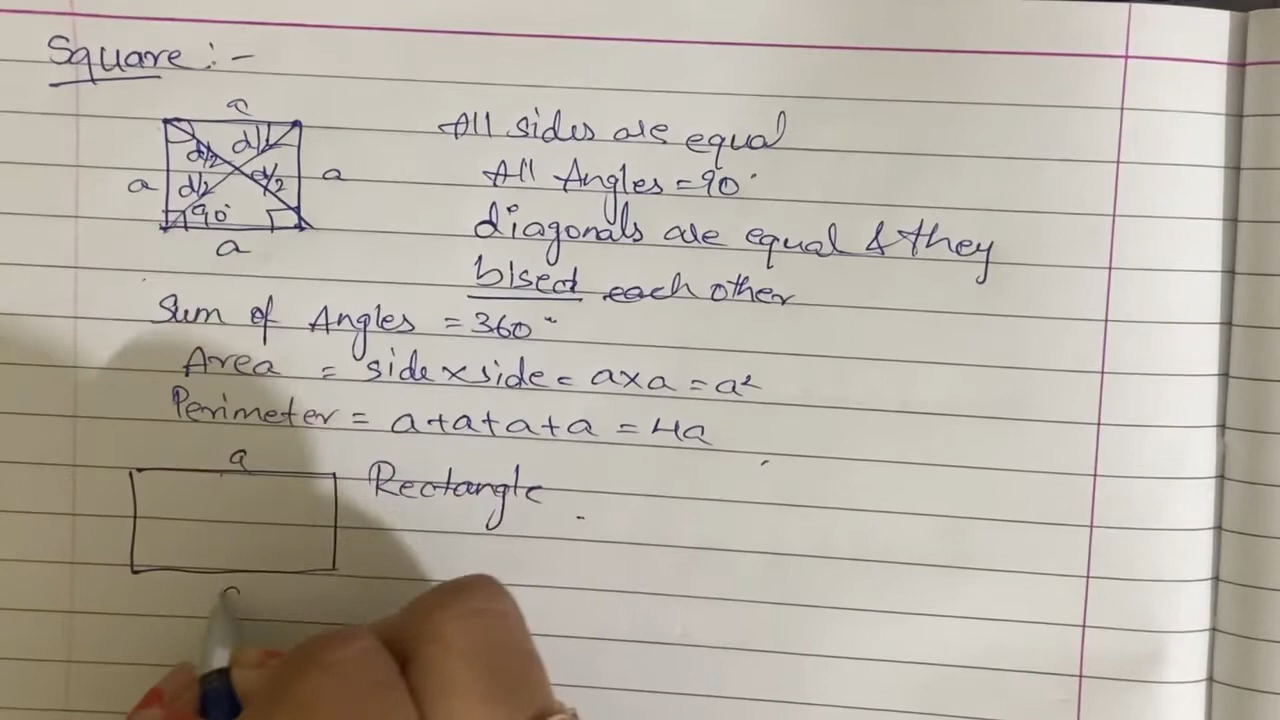 Square :-
a
d/2 d/2
a d/2 d/2 a
90°
a
All sides are equal
All Angles = 90°
diagonals are equal & they
bisect each other
Sum of Angles = 360°
Area = side x side = a x a = a²
Perimeter = a + a + a + a = 4a
a
Rectangle